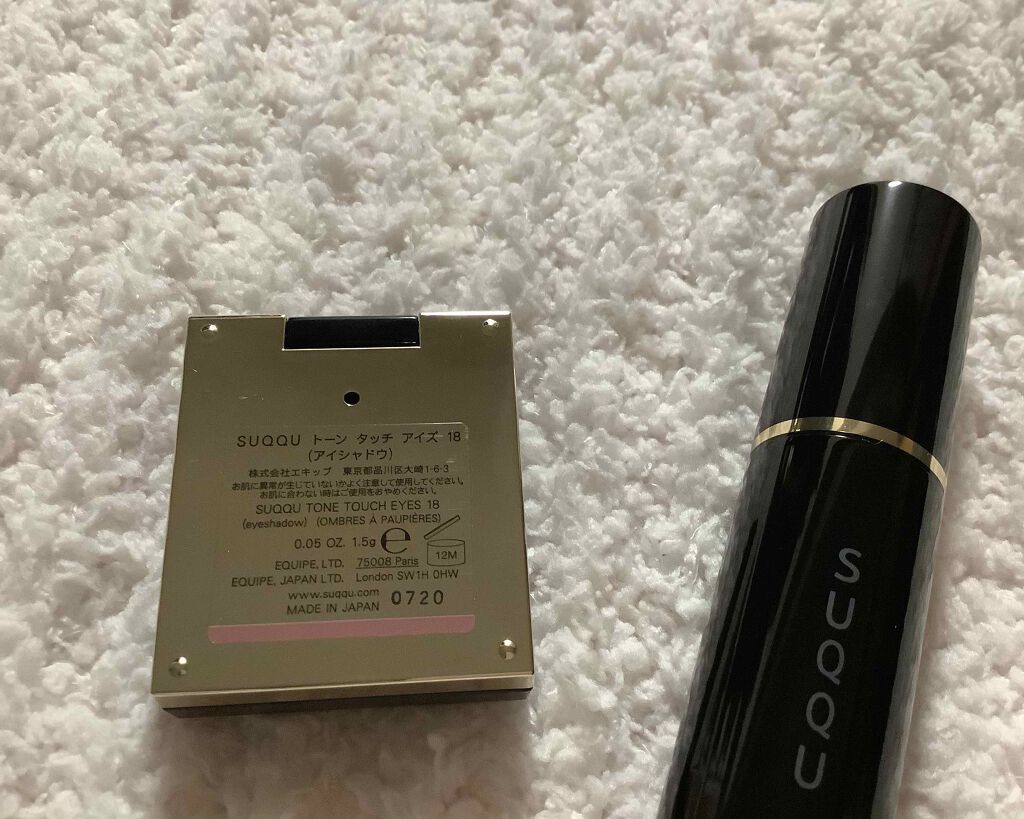 SUQQU トーン タッチ アイズ 18
(アイシャドウ)
株式会社エキップ 東京都品川区大崎1-6-3
お肌に異常が生じていないかよく注意して使用してください。
お肌に合わない時はご使用をおやめください。
SUQQU TONE TOUCH EYES 18
(eyeshadow) (OMBRES À PAUPIÈRES)
0.05 OZ. 1.5g e
12M
EQUIPE, LTD. 75008 Paris
EQUIPE, JAPAN LTD. London SW1H 0HW
www.suqqu.com
MADE IN JAPAN 0720
SUQQU